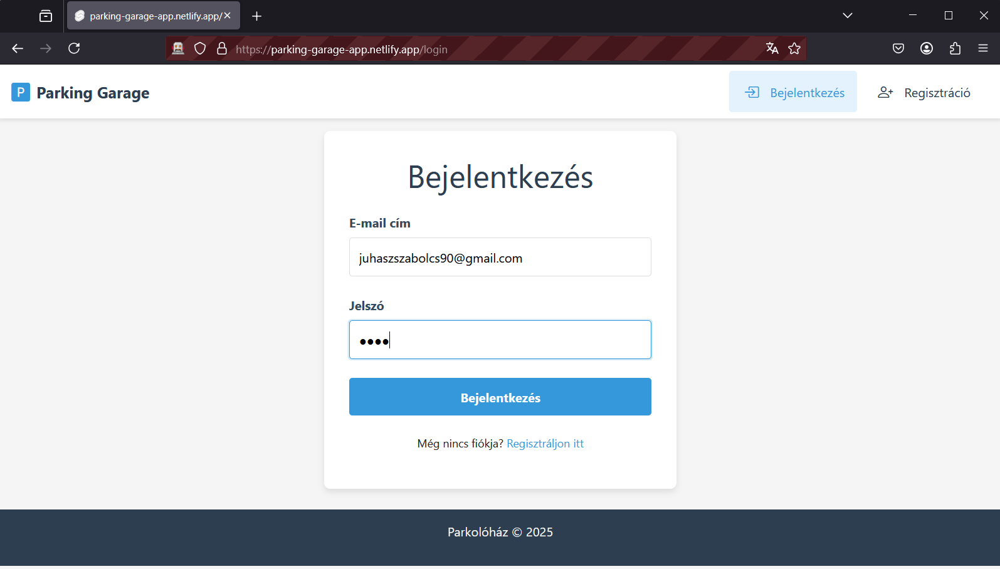 parking-garage-app.netlify.app/
https://parking-garage-app.netlify.app/login
P Parking Garage
Bejelentkezés
Regisztráció
Bejelentkezés
E-mail cím
juhaszszabolcs90@gmail.com
Jelszó
••••
Bejelentkezés
Még nincs fiókja? Regisztráljon itt
Parkolóház © 2025